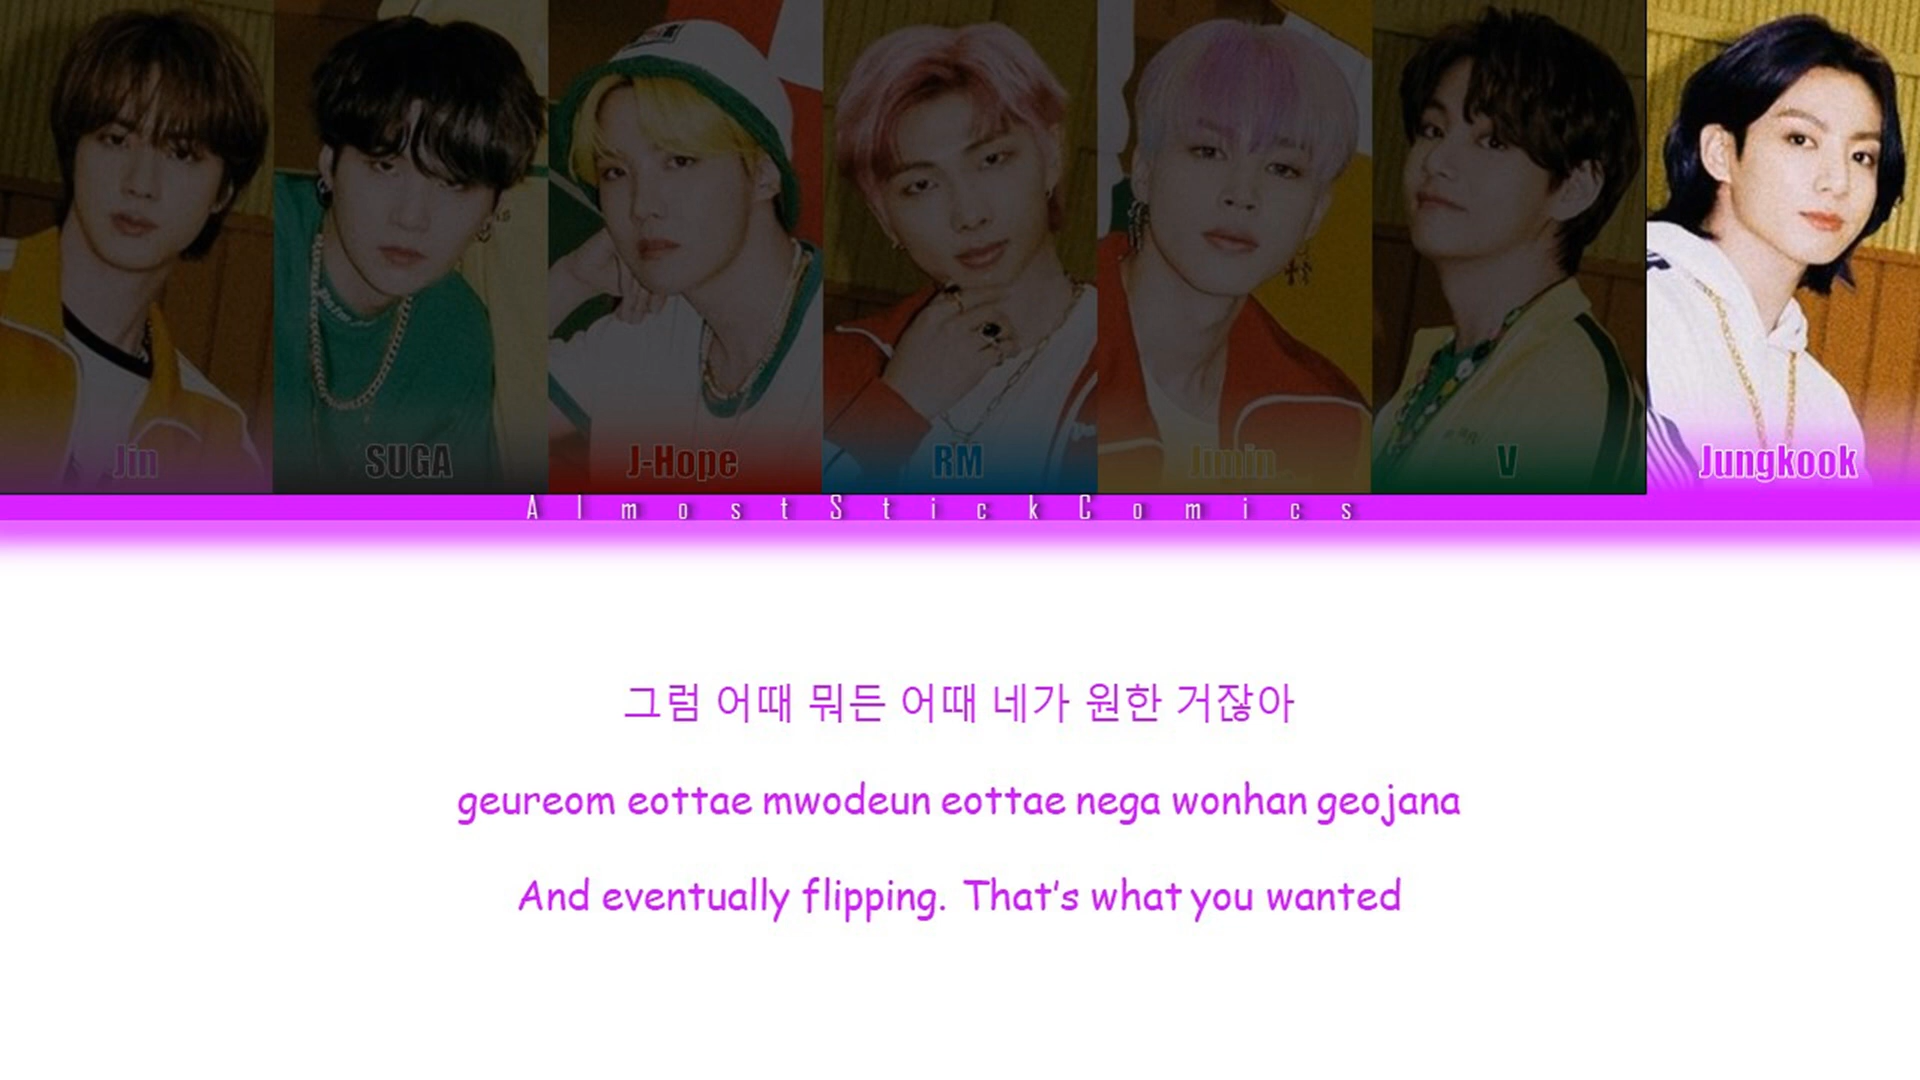 Jin
SUGA
J-Hope
RM
Jimin
V
Jungkook
AlmostStickComics
그럼 어때 뭐든 어때 네가 원한 거잖아
geureom eottae mwodeun eottae nega wonhan geojana
And eventually flipping. That's what you wanted